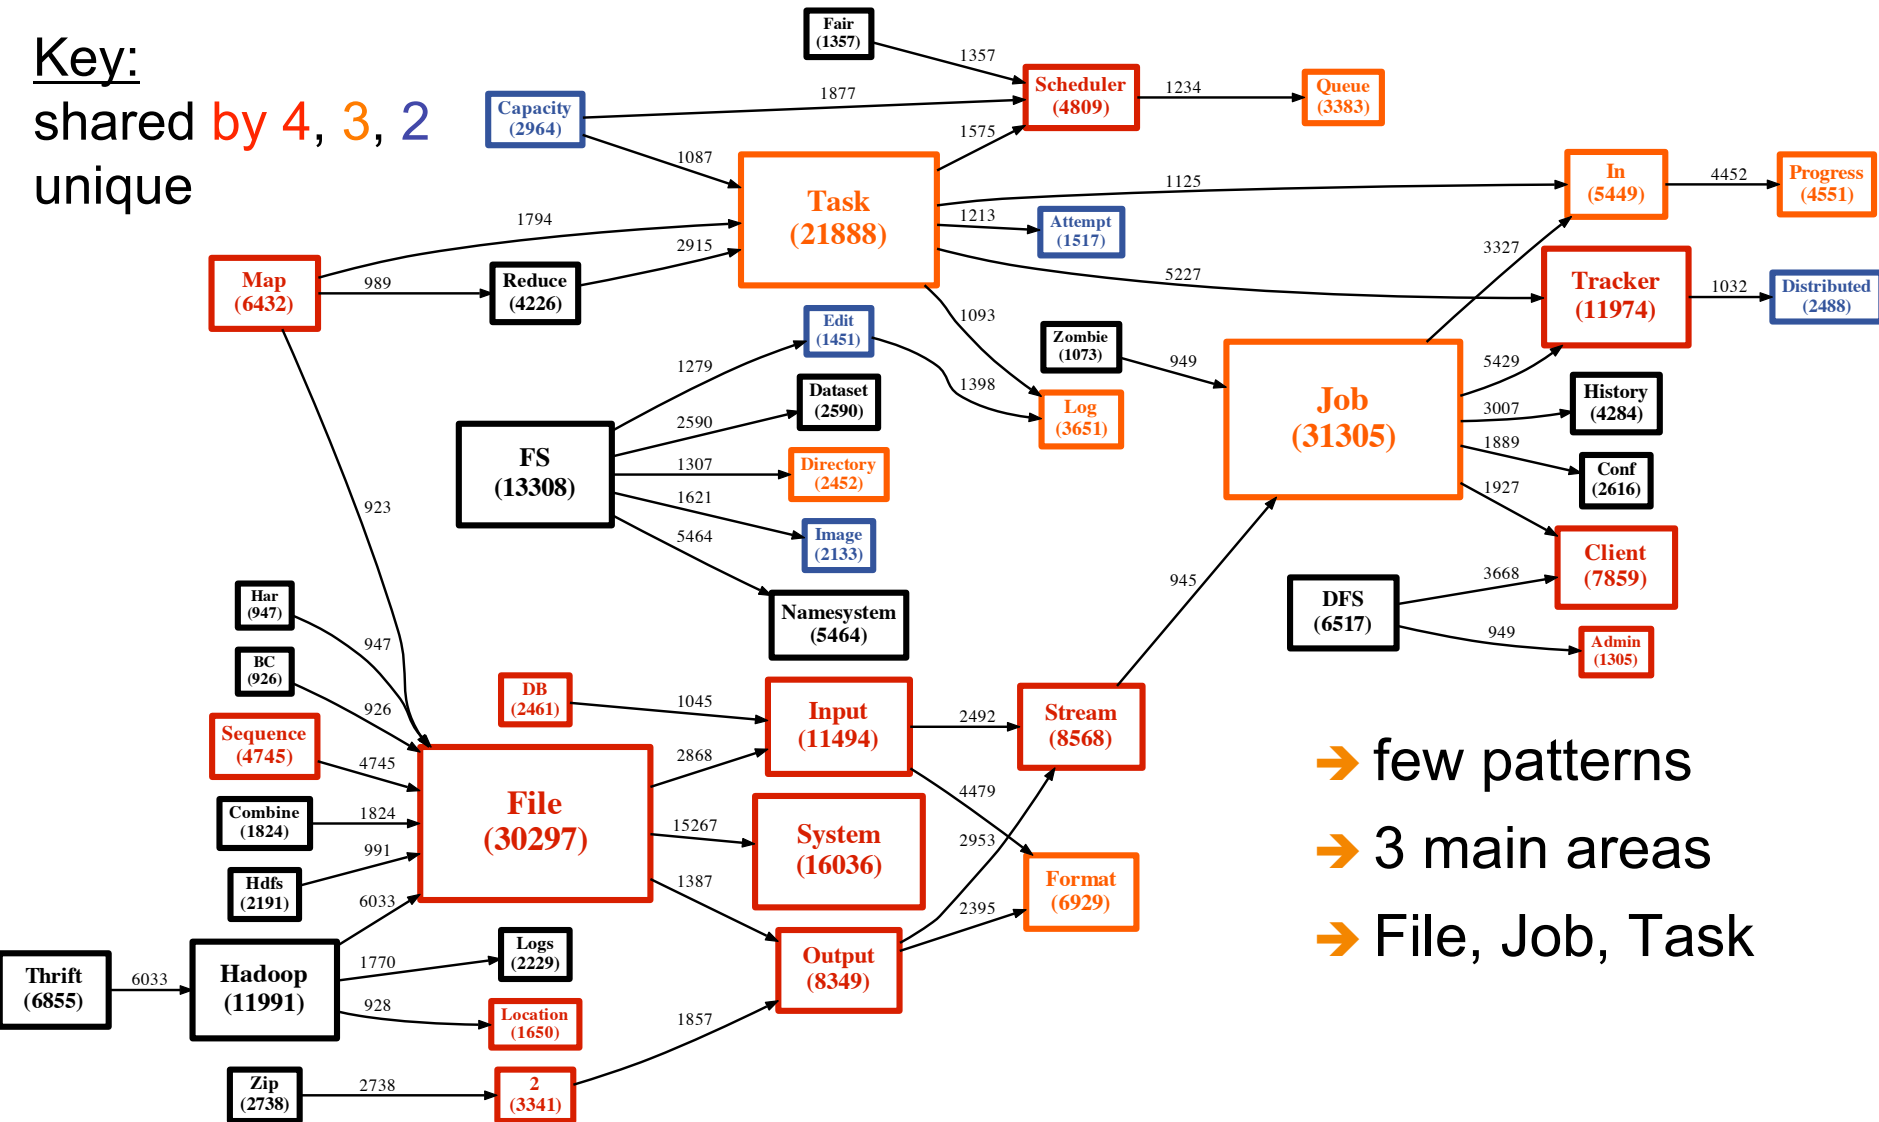 Key:
shared by 4, 3, 2
unique
Fair
(1357)
1357
Scheduler
(4809)
1234
Queue
(3383)
Capacity
(2964)
1877
1087
1575
Task
(21888)
1125
In
(5449)
4452
Progress
(4551)
1213
Attempt
(1517)
5227
3327
Tracker
(11974)
1032
Distributed
(2488)
Map
(6432)
1794
989
Reduce
(4226)
2915
1093
Edit
(1451)
1279
1398
Log
(3651)
Zombie
(1073)
949
Job
(31305)
5429
3007
History
(4284)
1889
Conf
(2616)
1927
Client
(7859)
FS
(13308)
2590
Dataset
(2590)
1307
Directory
(2452)
1621
Image
(2133)
5464
Namesystem
(5464)
923
945
DFS
(6517)
3668
949
Admin
(1305)
Har
(947)
947
BC
(926)
926
Sequence
(4745)
4745
Combine
(1824)
1824
Hdfs
(2191)
991
6033
File
(30297)
DB
(2461)
1045
2868
Input
(11494)
2492
Stream
(8568)
15267
System
(16036)
4479
2953
1387
Format
(6929)
2395
Output
(8349)
Thrift
(6855)
6033
Hadoop
(11991)
1770
Logs
(2229)
928
Location
(1650)
1857
Zip
(2738)
2738
2
(3341)
few patterns
3 main areas
File, Job, Task